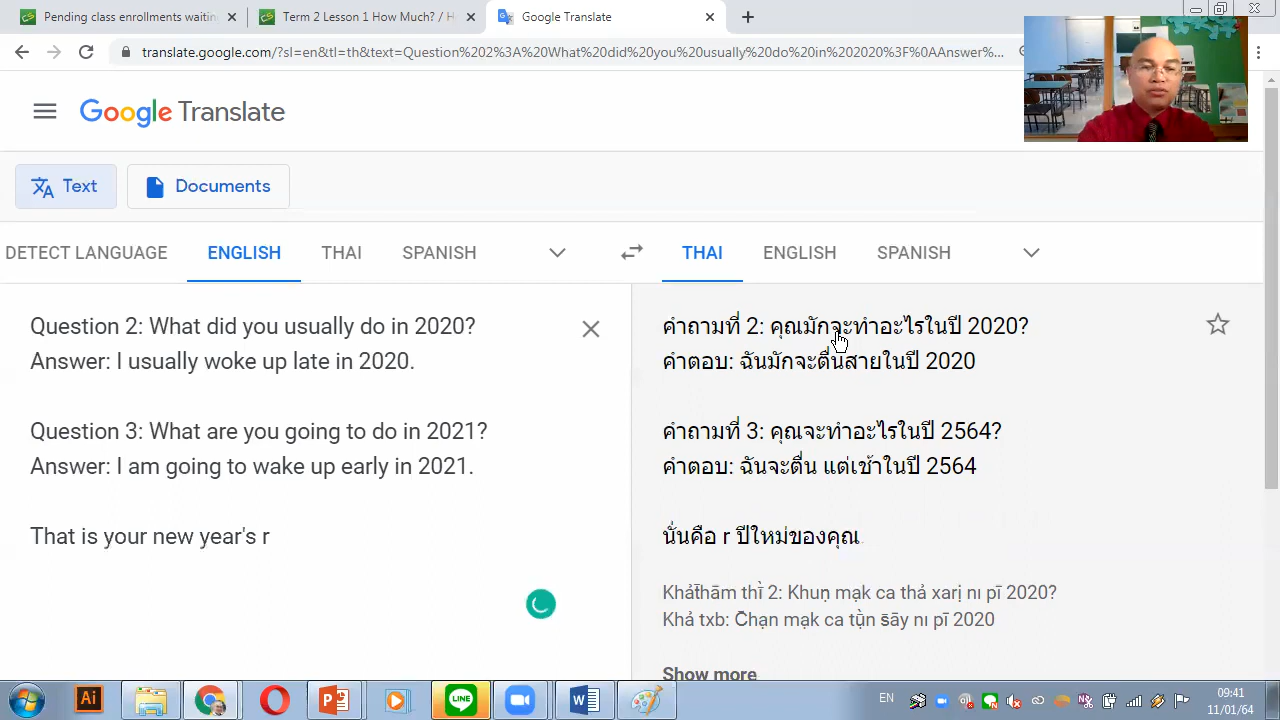 Pending class enrollments waitin
Term 2 Lesson 1 How Much? / H
Google Translate
translate.google.com/?sl=en&tl=th&text=Question%202%3A%20What%20did%20you%20usually%20do%20in%202020%3F%0AAnswer%...
Google Translate
Text
Documents
DETECT LANGUAGE ENGLISH THAI SPANISH
THAI ENGLISH SPANISH
Question 2: What did you usually do in 2020?
Answer: I usually woke up late in 2020.
Question 3: What are you going to do in 2021?
Answer: I am going to wake up early in 2021.
That is your new year's r
คำถามที่ 2: คุณมักจะทำอะไรในปี 2020?
คำตอบ: ฉันมักจะตื่นสายในปี 2020
คำถามที่ 3: คุณจะทำอะไรในปี 2564?
คำตอบ: ฉันจะตื่น แต่เช้าในปี 2564
นั่นคือ r ปีใหม่ของคุณ
Khảt̄hām thī̀ 2: Khuṇ mạk ca thả xarị nı pī 2020?
Khả txb: C̄hạn mạk ca tụ̄̀n s̄āy nı pī 2020
Show more
Ai
LINE
EN
09:41
11/01/64